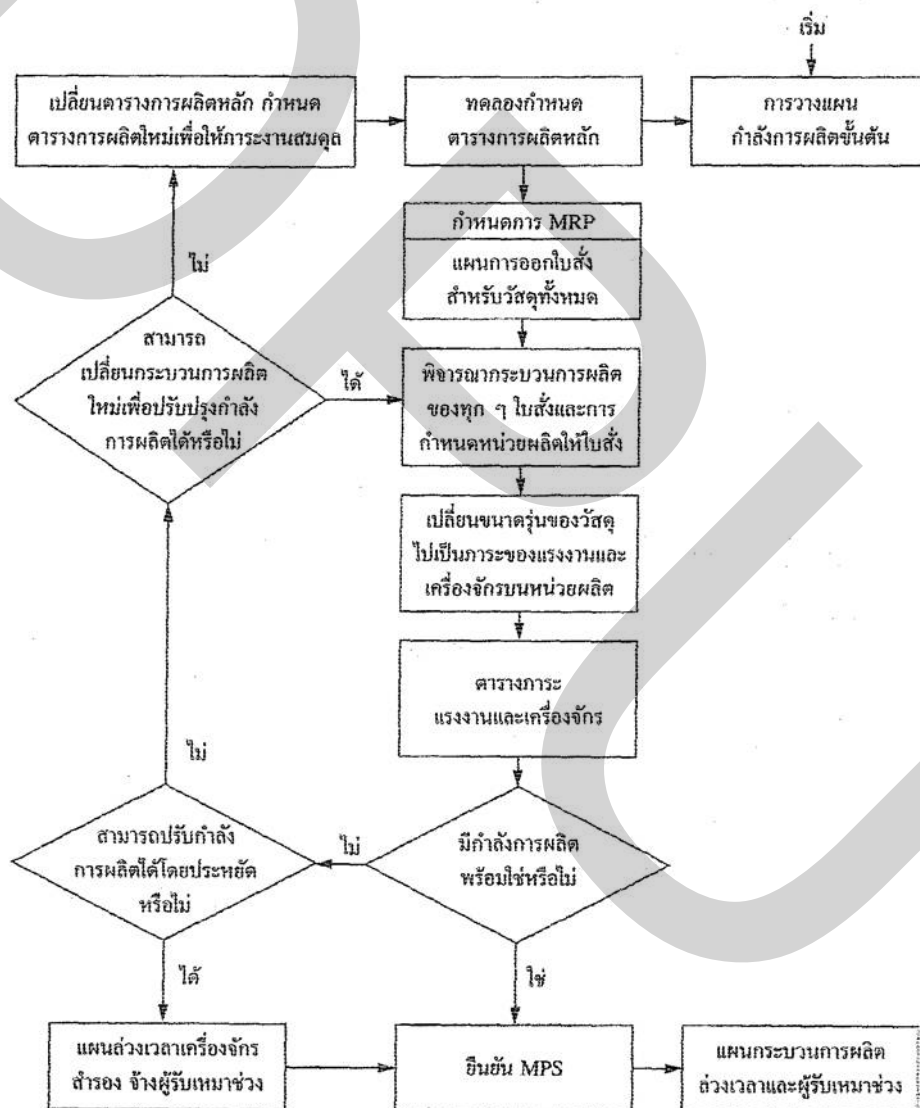 เริ่ม
เปลี่ยนตารางการผลิตหลัก กำหนด
ตารางการผลิตใหม่เพื่อให้ภาระงานสมดุล
ทดลองกำหนด
ตารางการผลิตหลัก
การวางแผน
กำลังการผลิตขั้นต้น
กำหนดการ MRP
แผนการออกใบสั่ง
สำหรับวัสดุทั้งหมด
ไม่
สามารถ
เปลี่ยนกระบวนการผลิต
ใหม่เพื่อปรับปรุงกำลัง
การผลิตได้หรือไม่
ได้
พิจารณากระบวนการผลิต
ของทุก ๆ ใบสั่งและการ
กำหนดหน่วยผลิตให้ใบสั่ง
เปลี่ยนขนาดรุ่นของวัสดุ
ไปเป็นภาระของแรงงานและ
เครื่องจักรบนหน่วยผลิต
ตารางภาระ
แรงงานและเครื่องจักร
ไม่
สามารถปรับกำลัง
การผลิตได้โดยประหยัด
หรือไม่
ไม่
มีกำลังการผลิต
พร้อมใช่หรือไม่
ได้
ใช่
แผนล่วงเวลาเครื่องจักร
สำรอง จ้างผู้รับเหมาช่วง
ยืนยัน MPS
แผนกระบวนการผลิต
ล่วงเวลาและผู้รับเหมาช่วง